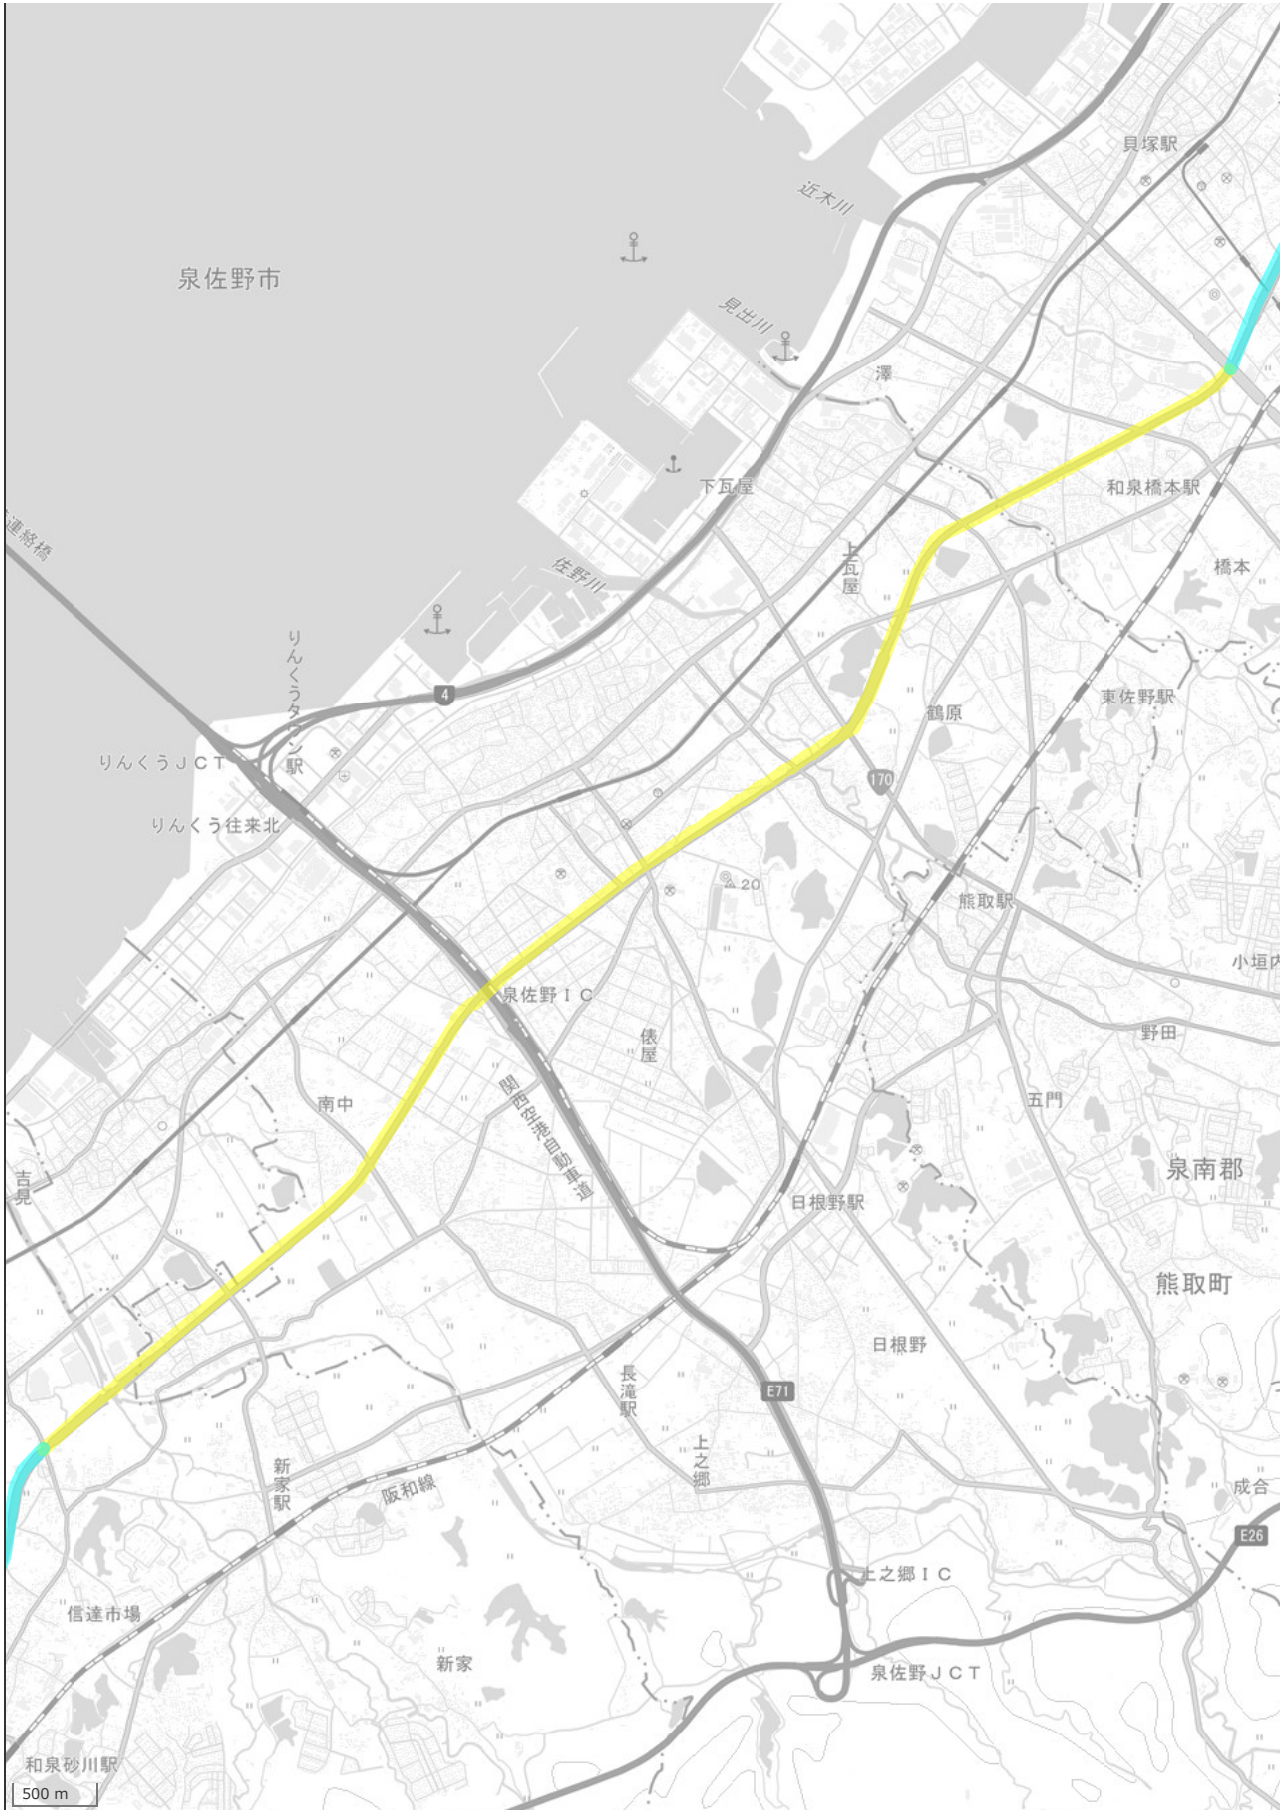 貝塚駅
近木川
泉佐野市
見出川
澤
下瓦屋
和泉橋本駅
連絡橋
上瓦屋
橋本
佐野川
りんくうタウン駅
4
東佐野駅
鶴原
りんくうJCT
170
りんくう往来北
20
熊取駅
小垣内
泉佐野IC
野田
俵屋
関西空港自動車道
南中
五門
吉見
泉南郡
日根野駅
熊取町
日根野
長滝駅
E71
上之郷
新家駅
阪和線
成合
E26
上之郷IC
信達市場
新家
泉佐野JCT
和泉砂川駅
500 m